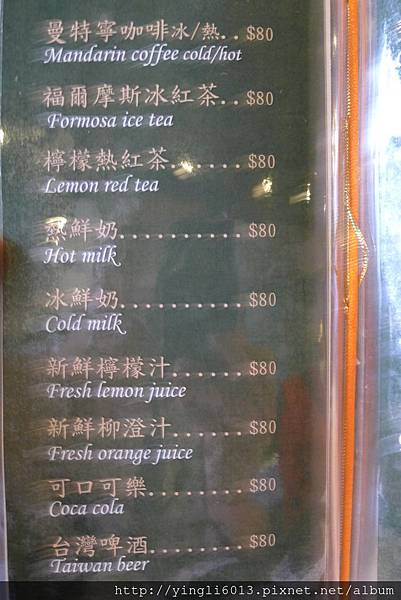 曼特寧咖啡冰/熱..$80
Mandarin coffee cold/hot
福爾摩斯冰紅茶..$80
Formosa ice tea
檸檬熱紅茶.......$80
Lemon red tea
熱鮮奶............$80
Hot milk
冰鮮奶............$80
Cold milk
新鮮檸檬汁.......$80
Fresh lemon juice
新鮮柳澄汁.......$80
Fresh orange juice
可口可樂.........$80
Coca cola
台灣啤酒.........$80
Taiwan beer
http://yingli6013.pixnet.net/album